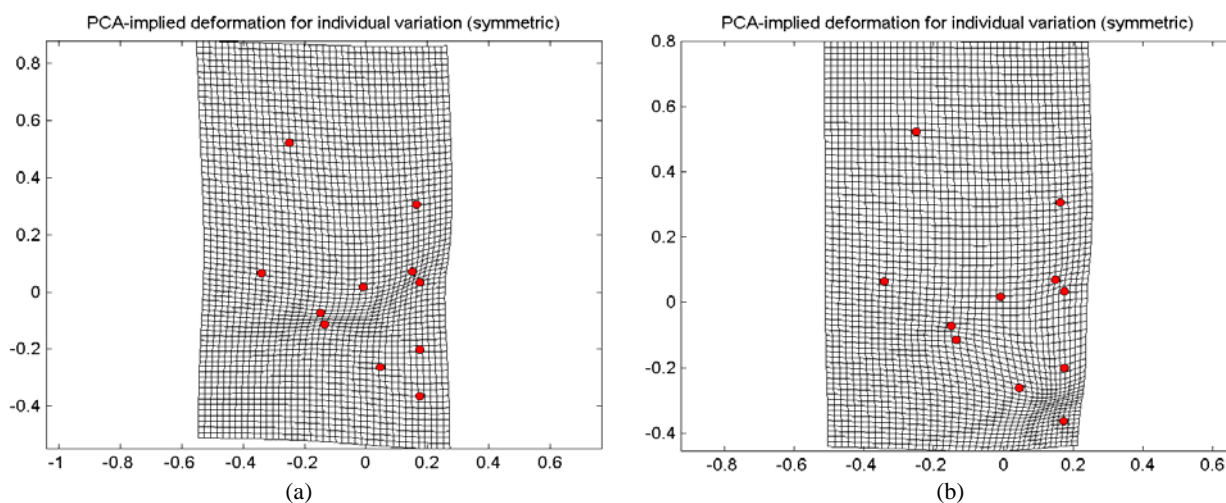 PCA-implied deformation for individual variation (symmetric)
0.8
0.6
0.4
0.2
0
-0.2
-0.4
-1 -0.8 -0.6 -0.4 -0.2 0 0.2 0.4 0.6
(a)
PCA-implied deformation for individual variation (symmetric)
0.8
0.6
0.4
0.2
0
-0.2
-0.4
-0.8 -0.6 -0.4 -0.2 0 0.2 0.4 0.6
(b)